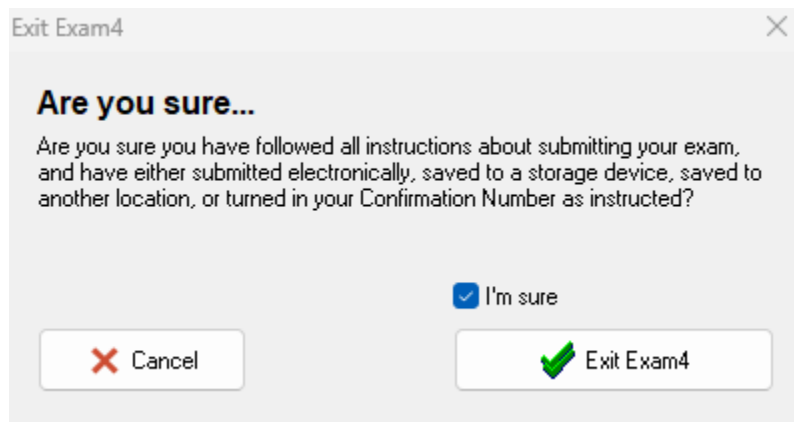 Exit Exam4
Are you sure...
Are you sure you have followed all instructions about submitting your exam,
and have either submitted electronically, saved to a storage device, saved to
another location, or turned in your Confirmation Number as instructed?
I'm sure
Cancel
Exit Exam4